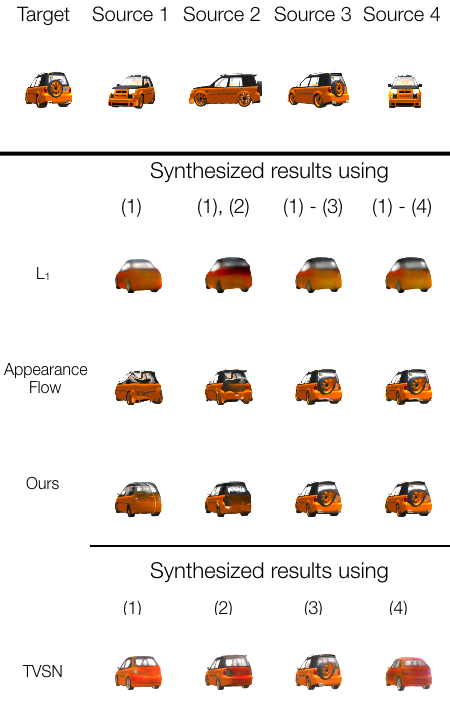 Target Source 1 Source 2 Source 3 Source 4
Synthesized results using
(1) (1), (2) (1) - (3) (1) - (4)
L₁
Appearance
Flow
Ours
Synthesized results using
(1) (2) (3) (4)
TVSN